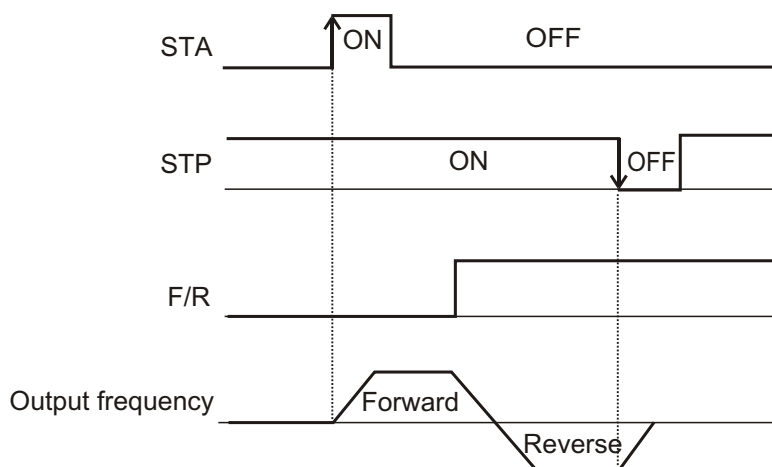 STA
ON
OFF
STP
ON
OFF
F/R
Output frequency
Forward
Reverse